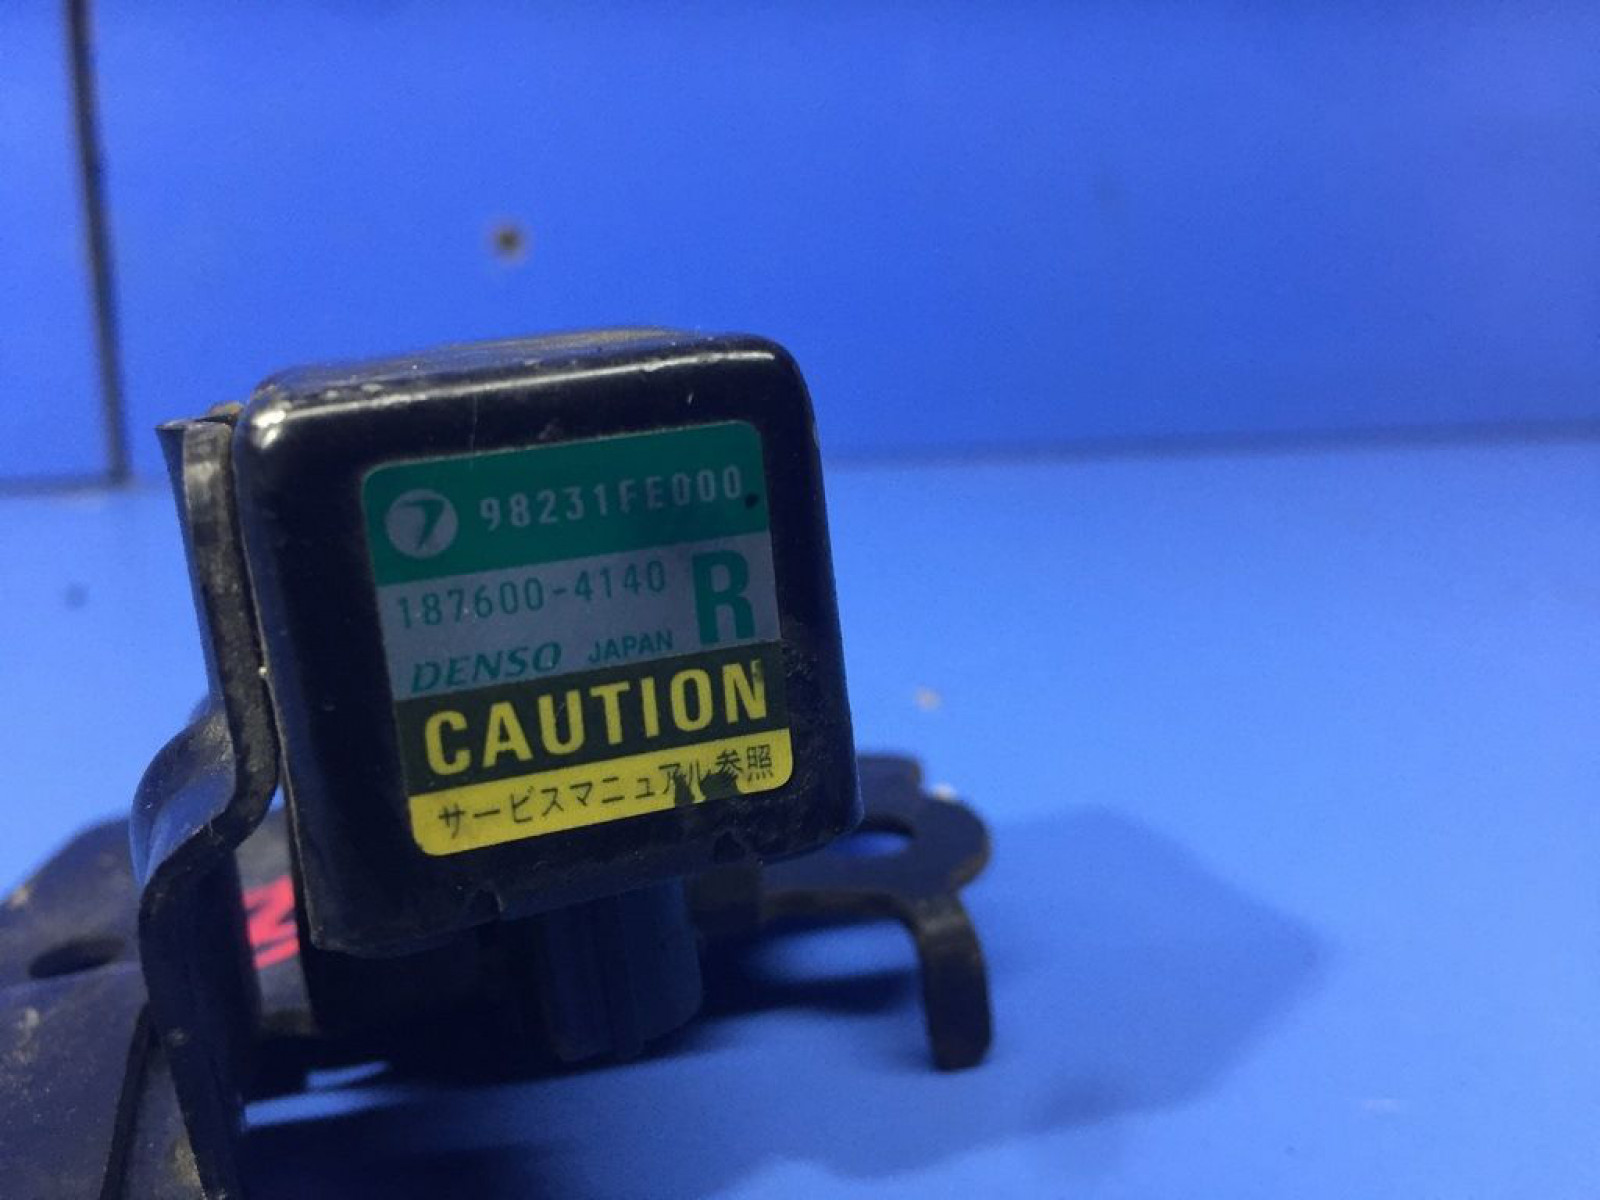 98231FE000
187600-4140 R
DENSO JAPAN
CAUTION
サービスマニュアル参照